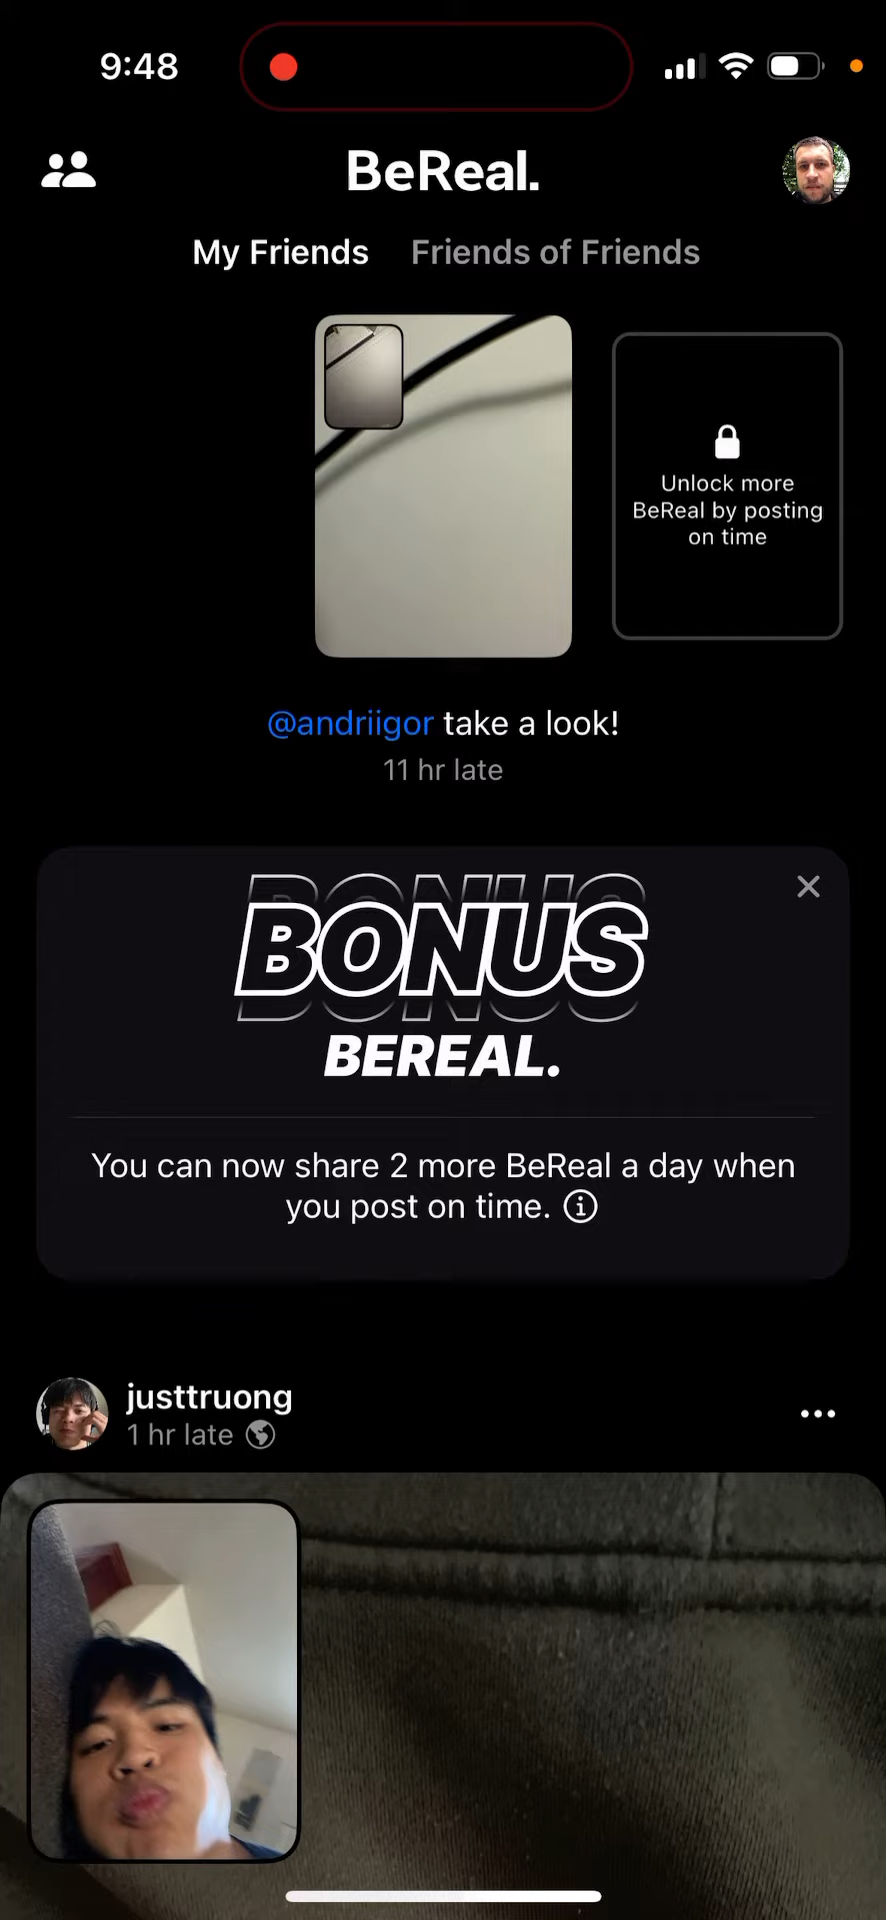 9:48
BeReal.
My Friends Friends of Friends
Unlock more
BeReal by posting
on time
@andriigor take a look!
11 hr late
BONUS
BEREAL.
You can now share 2 more BeReal a day when
you post on time.
justtruong
1 hr late